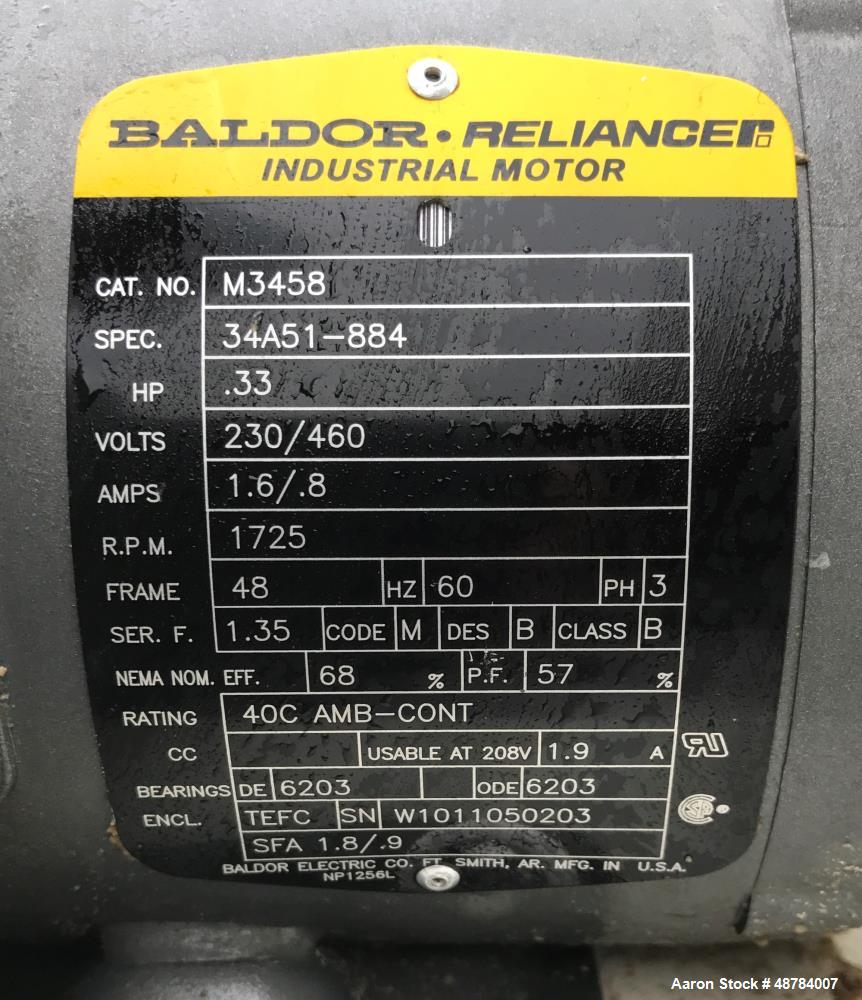 BALDOR • RELIANCER
INDUSTRIAL MOTOR
CAT. NO. M3458
SPEC. 34A51-884
HP .33
VOLTS 230/460
AMPS 1.6/.8
R.P.M. 1725
FRAME 48 HZ 60 PH 3
SER. F. 1.35 CODE M DES B CLASS B
NEMA NOM. EFF. 68 % P.F. 57 %
RATING 40C AMB-CONT
CC USABLE AT 208V 1.9 A
BEARINGS DE 6203 ODE 6203
ENCL. TEFC SN W1011050203
SFA 1.8/.9
BALDOR ELECTRIC CO. FT. SMITH, AR. MFG. IN U.S.A.
NP1256L
Aaron Stock # 48784007